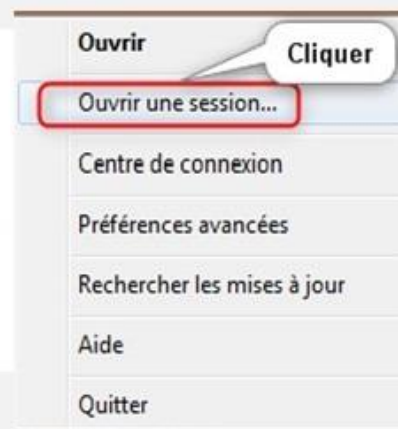 Ouvrir
Cliquer
Ouvrir une session...
Centre de connexion
Préférences avancées
Rechercher les mises à jour
Aide
Quitter